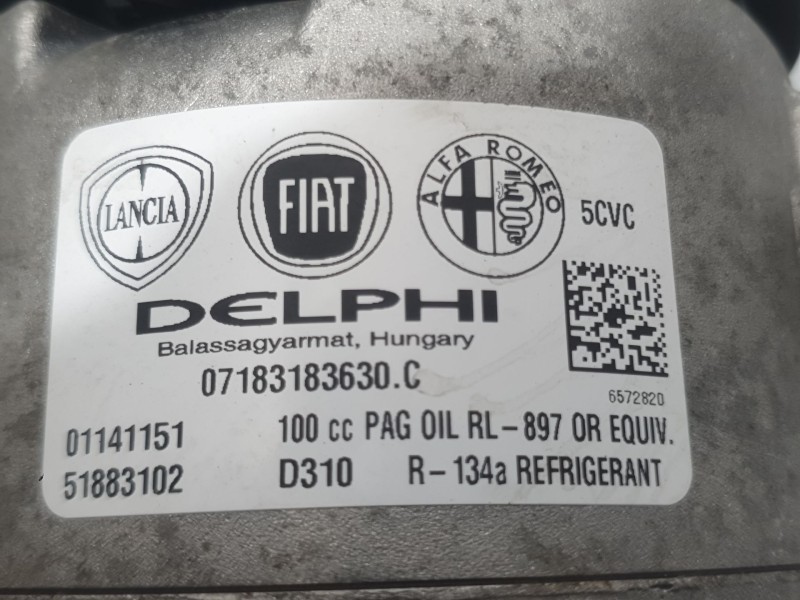 LANCIA
FIAT
ALFA ROMEO
5CVC
DELPHI
Balassagyarmat, Hungary
07183183630.C
6572820
01141151 100 cc PAG OIL RL-897 OR EQUIV.
51883102 D310 R-134a REFRIGERANT